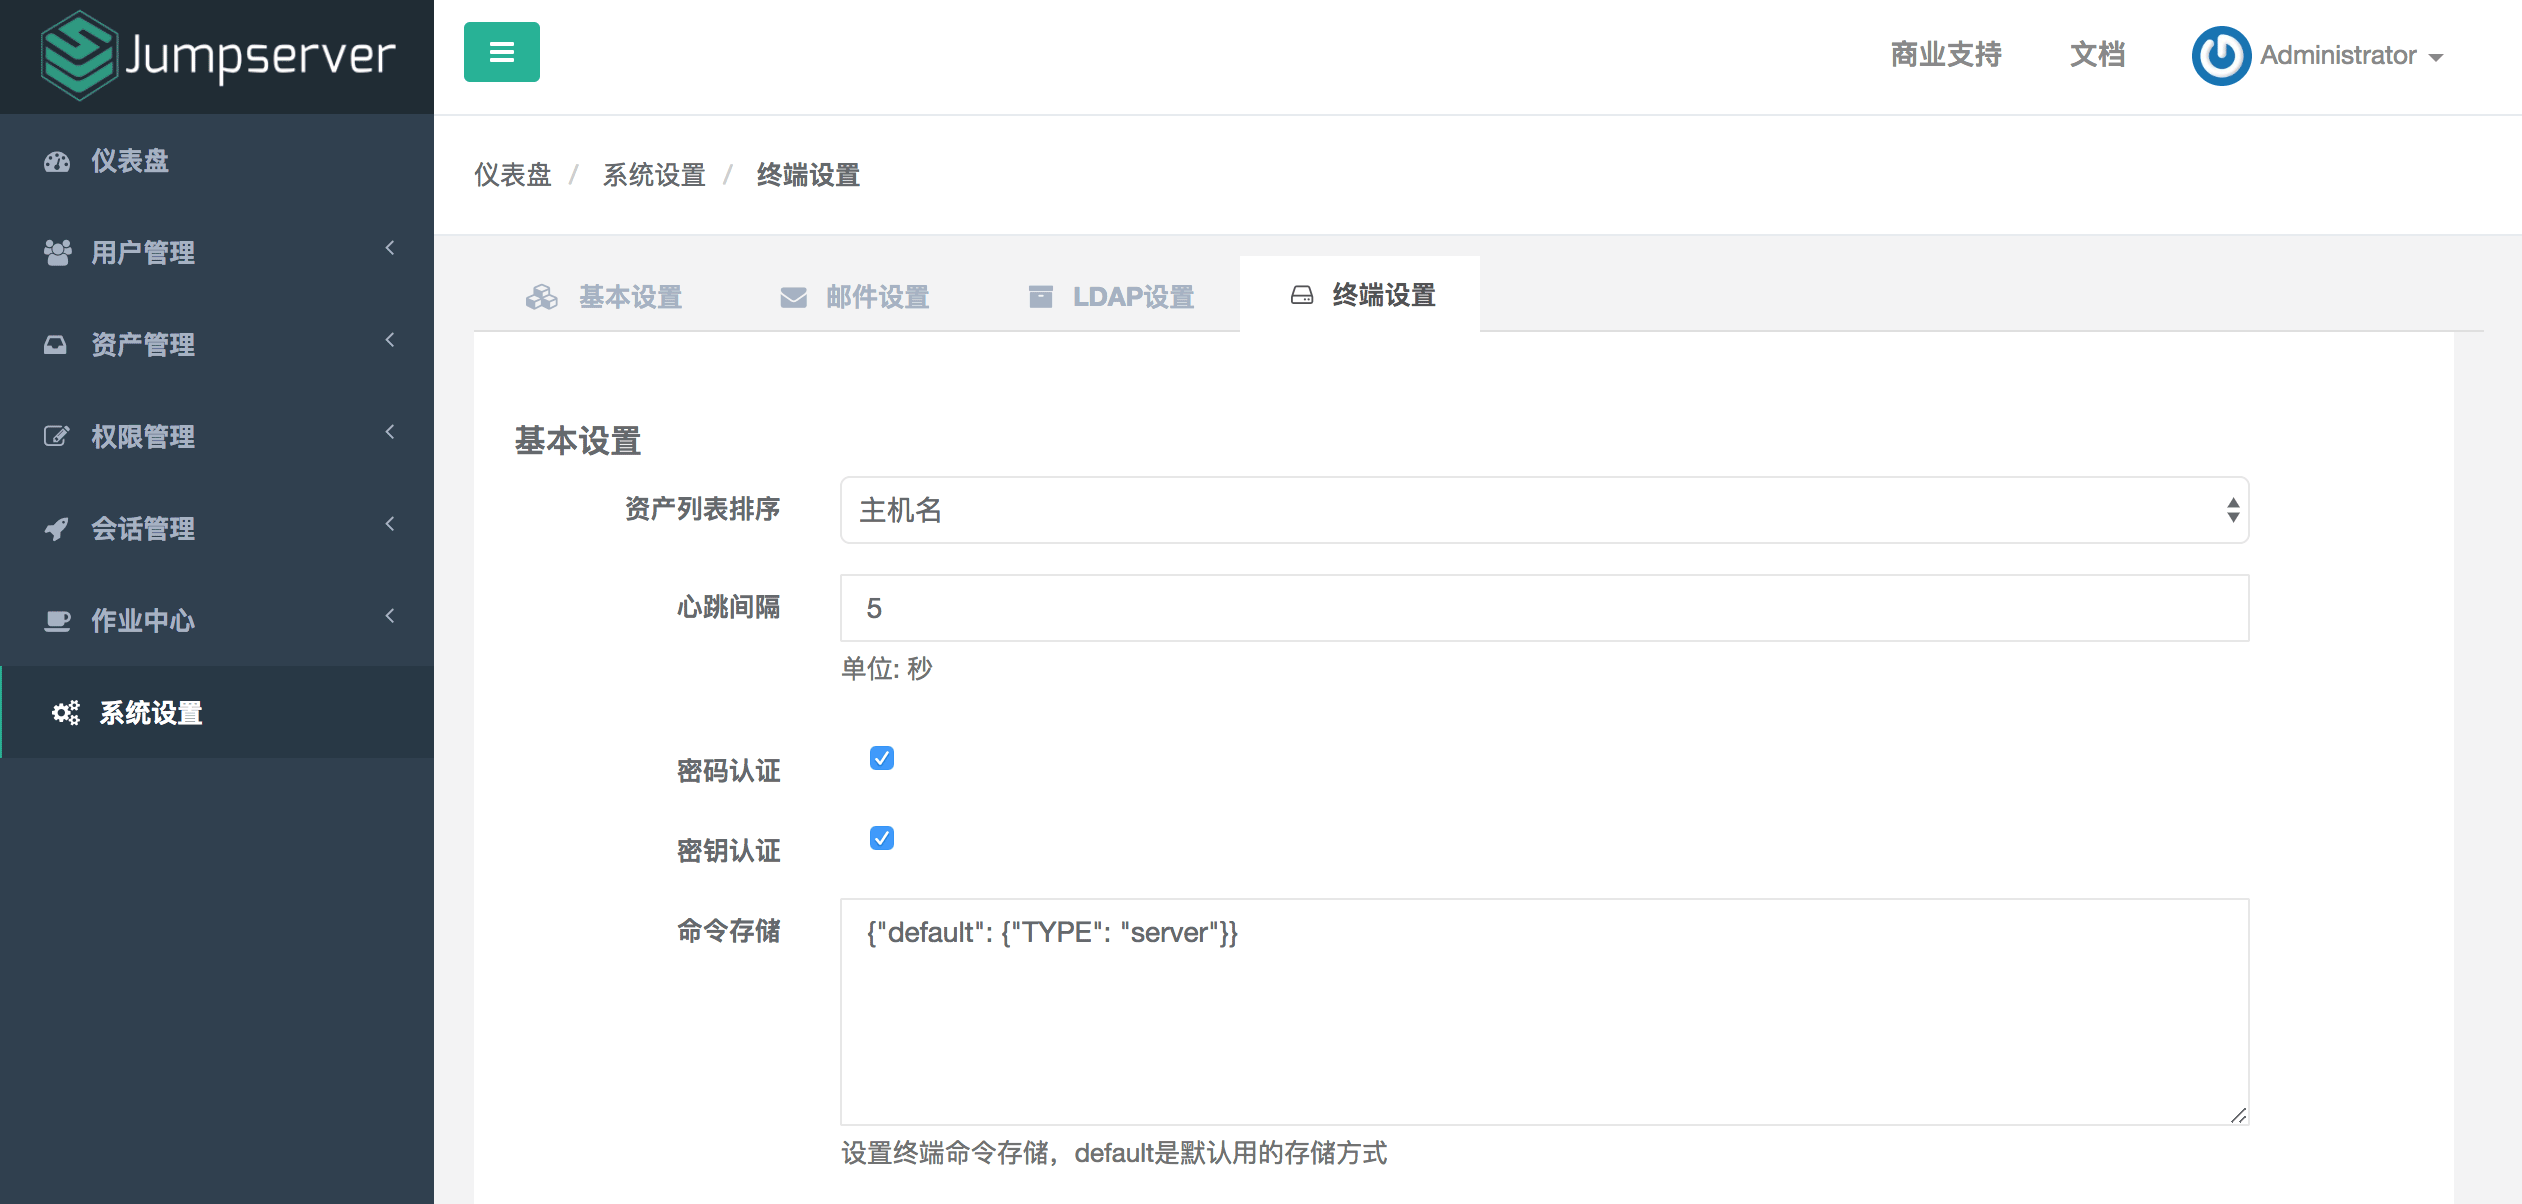 Jumpserver
商业支持 文档 Administrator
仪表盘
用户管理
资产管理
权限管理
会话管理
作业中心
系统设置
仪表盘 / 系统设置 / 终端设置
基本设置 邮件设置 LDAP设置 终端设置
基本设置
资产列表排序 主机名
心跳间隔 5
单位: 秒
密码认证
密钥认证
命令存储 {"default": {"TYPE": "server"}}
设置终端命令存储，default是默认用的存储方式